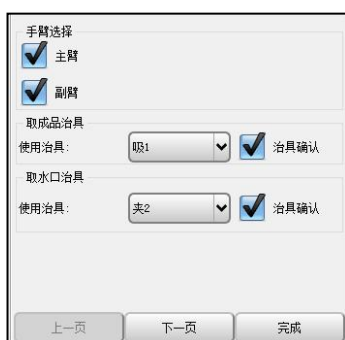 手臂选择
主臂
副臂
取成品治具
使用治具: 吸1 治具确认
取水口治具
使用治具: 夹2 治具确认
上一页 下一页 完成